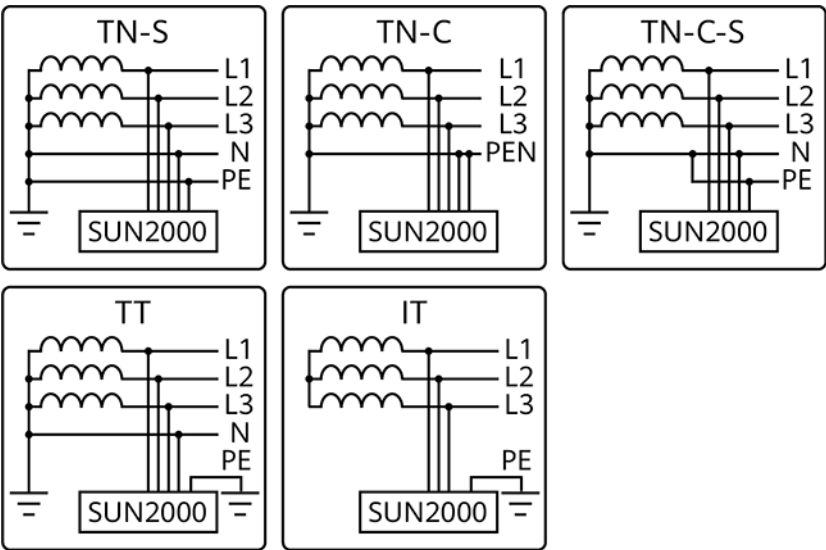 TN-S
L1
L2
L3
N
PE
SUN2000
TN-C
L1
L2
L3
PEN
SUN2000
TN-C-S
L1
L2
L3
N
PE
SUN2000
TT
L1
L2
L3
N
PE
SUN2000
IT
L1
L2
L3
PE
SUN2000